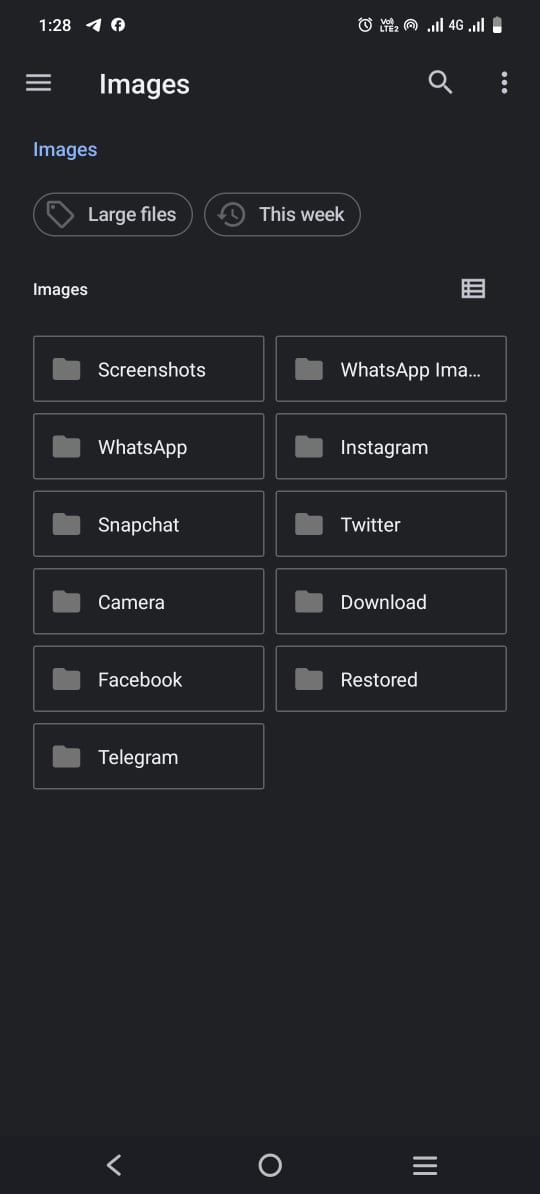 1:28
Vo)) LTE2 4G
Images
Images
Large files
This week
Images
Screenshots
WhatsApp Ima...
WhatsApp
Instagram
Snapchat
Twitter
Camera
Download
Facebook
Restored
Telegram